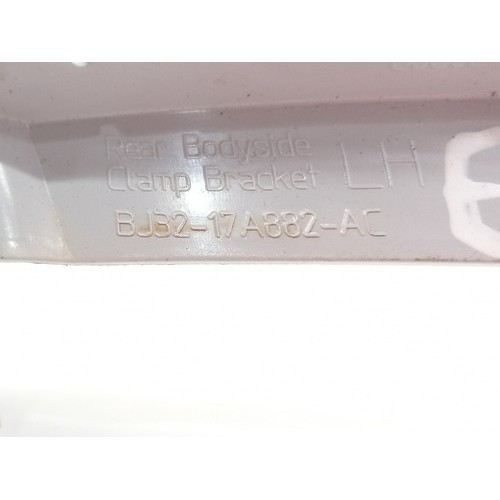 Rear Bodyside
Clamp Bracket LH
BJ32-17A882-AC